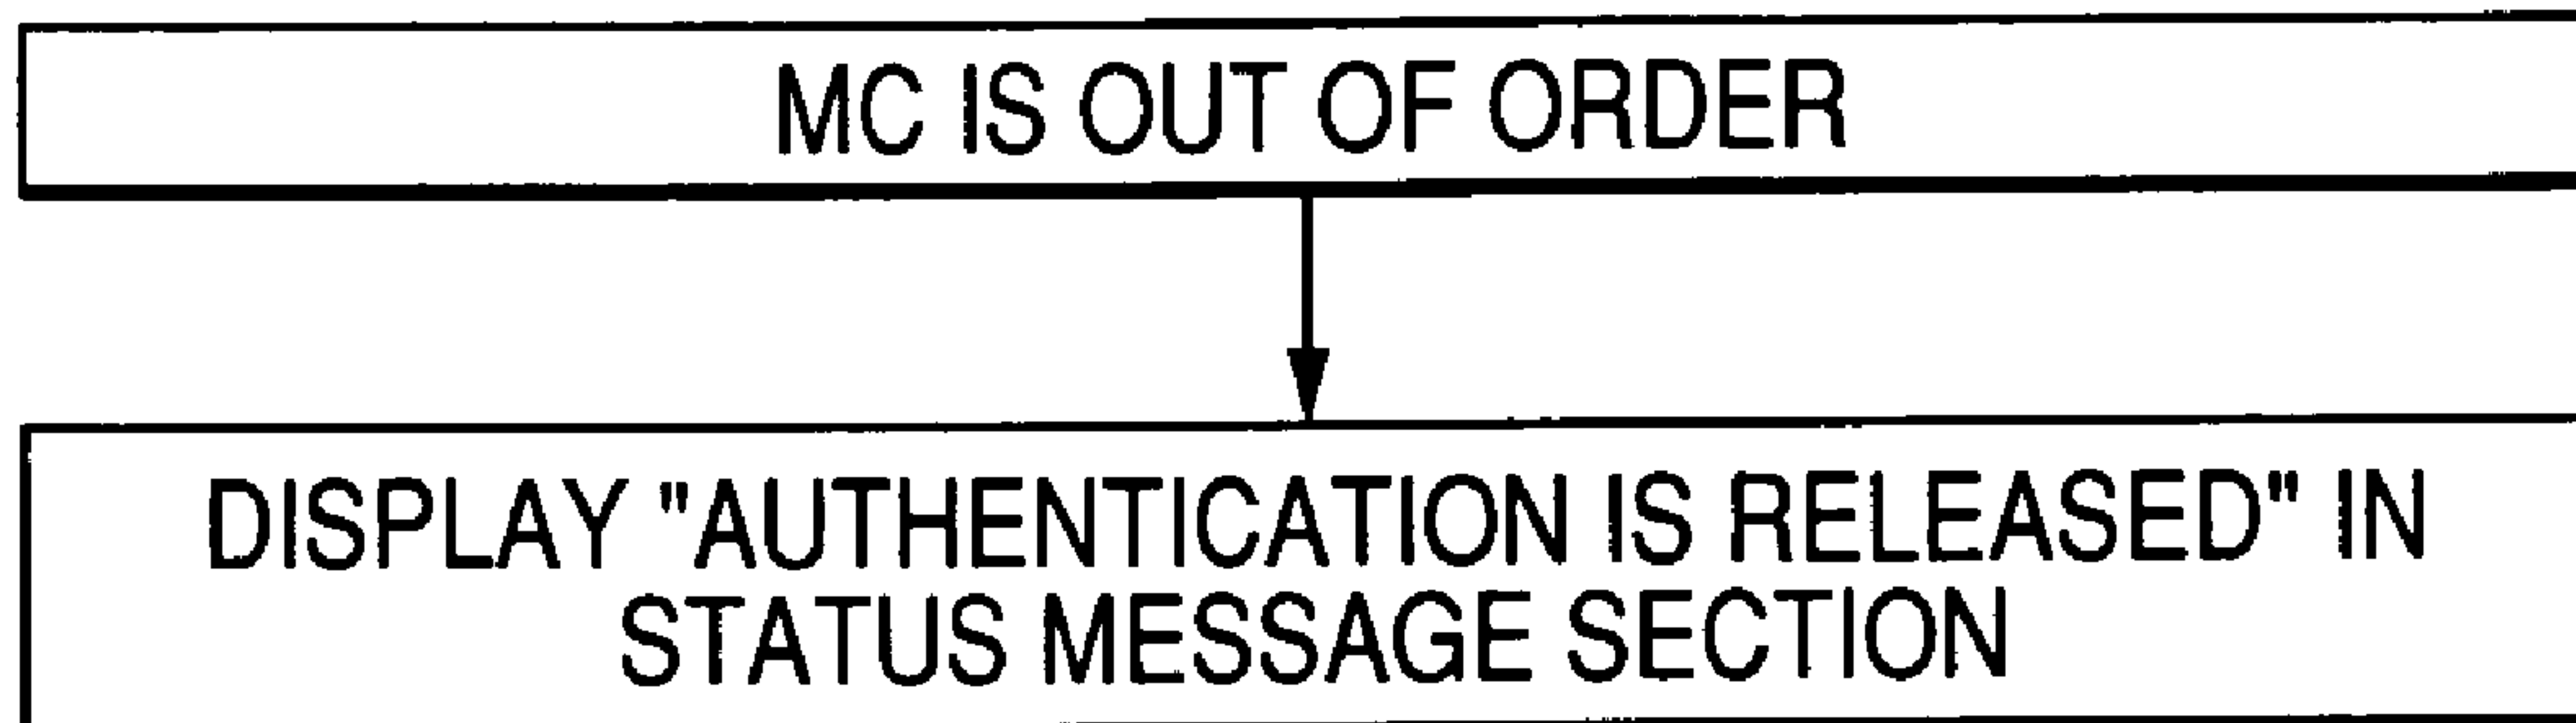 MC IS OUT OF ORDER
DISPLAY "AUTHENTICATION IS RELEASED" IN
STATUS MESSAGE SECTION